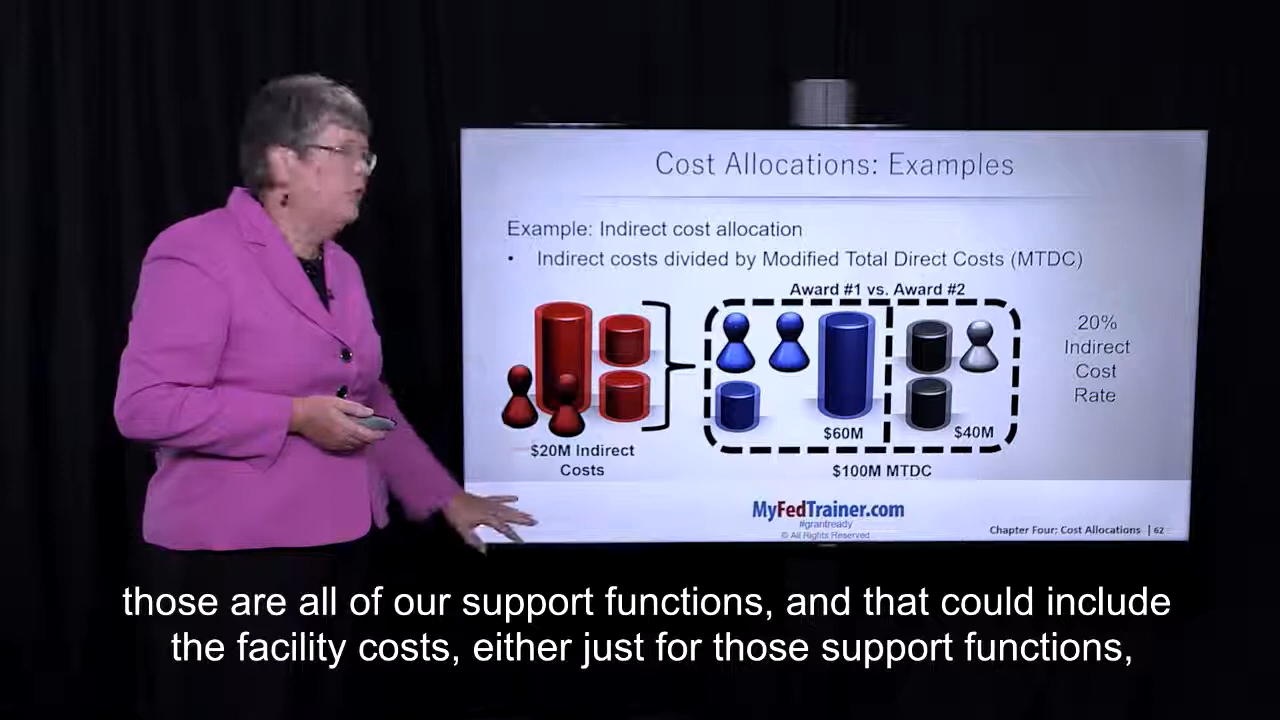 Cost Allocations: Examples
Example: Indirect cost allocation
• Indirect costs divided by Modified Total Direct Costs (MTDC)
Award #1 vs. Award #2
20%
Indirect
Cost
Rate
$60M
$40M
$20M Indirect
Costs
$100M MTDC
MyFedTrainer.com
#grantready
© All Rights Reserved
Chapter Four: Cost Allocations | 62
those are all of our support functions, and that could include
the facility costs, either just for those support functions,